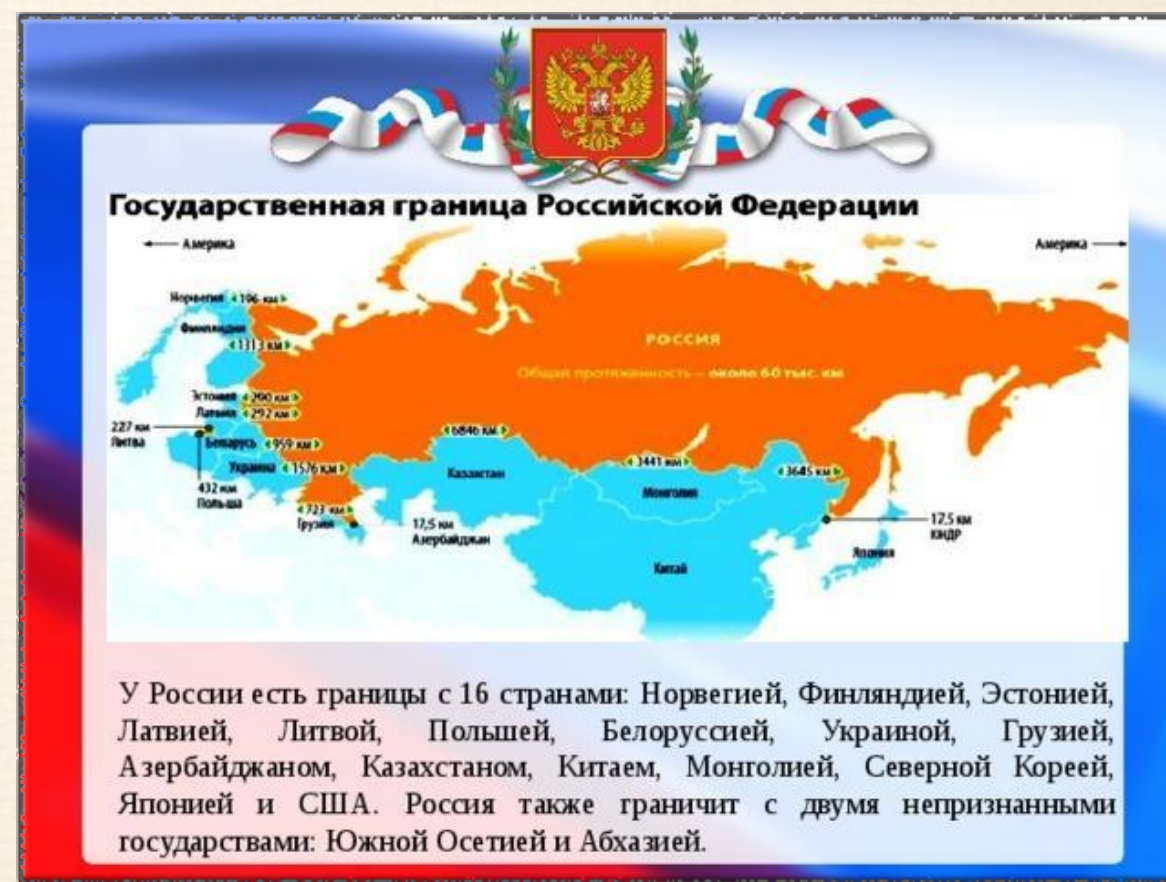 Государственная граница Российской Федерации
Америка
Америка
Норвегия 196 км
Финляндия
1313 км
РОССИЯ
Общая протяженность – около 60 тыс. км
Эстония 290 км
Латвия 292 км
227 км
Литва
Беларусь 959 км
6846 км
Украина 1576 км
Казахстан
3441 км
3645 км
Монголия
432 км
Польша
723 км
Грузия
17,5 км
Азербайджан
17,5 км
КНДР
Япония
Китай
У России есть границы с 16 странами: Норвегией, Финляндией, Эстонией,
Латвией, Литвой, Польшей, Белоруссией, Украиной, Грузией,
Азербайджаном, Казахстаном, Китаем, Монголией, Северной Кореей,
Японией и США. Россия также граничит с двумя непризнанными
государствами: Южной Осетией и Абхазией.